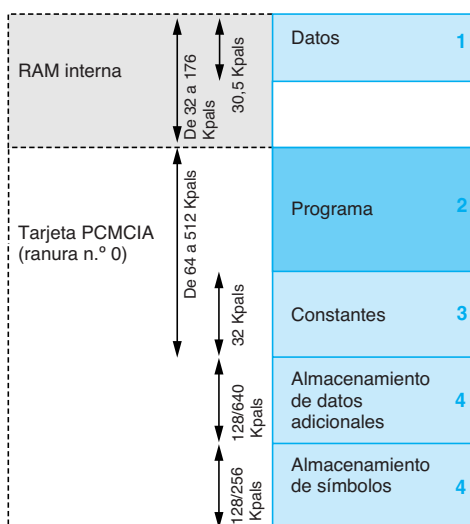 RAM interna
De 32 a 176
Kpals
30,5 Kpals
Datos 1
Tarjeta PCMCIA
(ranura n.º 0)
De 64 a 512 Kpals
Programa 2
32 Kpals
Constantes 3
128/640
Kpals
Almacenamiento
de datos 4
adicionales
128/256
Kpals
Almacenamiento
de símbolos 4